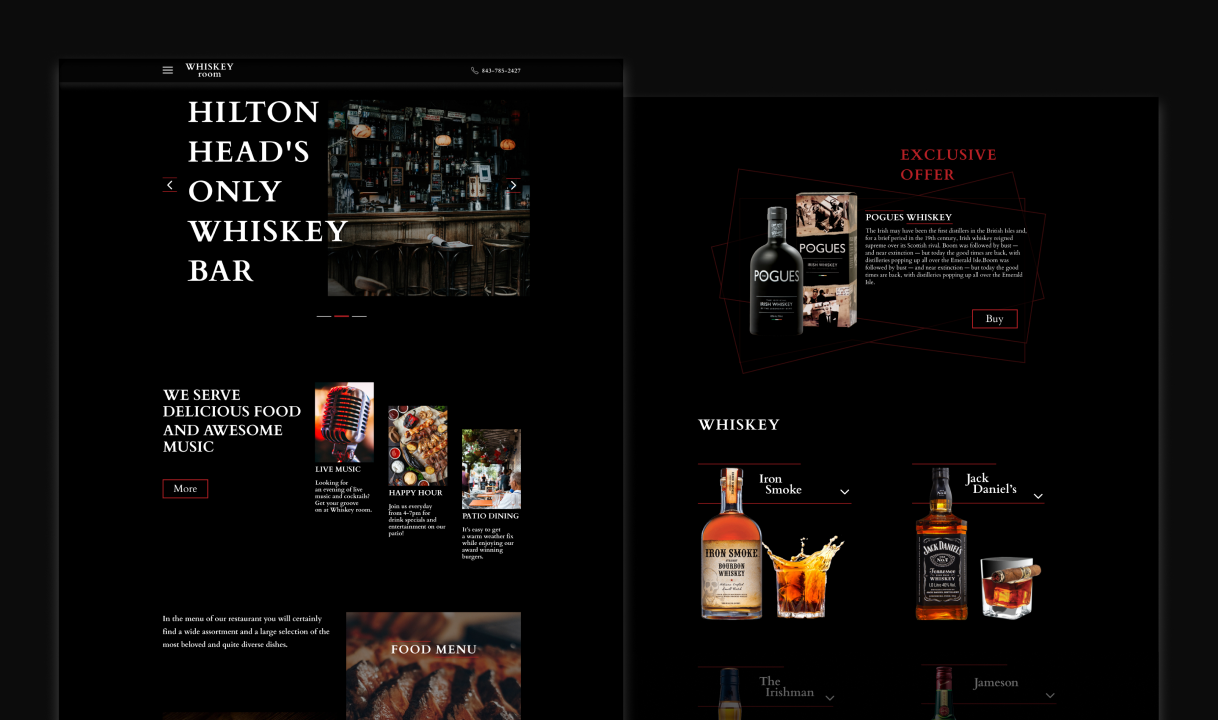 WHISKEY
room
843-785-2427
HILTON
HEAD'S
ONLY
WHISKEY
BAR
WE SERVE
DELICIOUS FOOD
AND AWESOME
MUSIC
More
LIVE MUSIC
Looking for
an evening of live
music and cocktails?
Get your groove
on at Whiskey room.
HAPPY HOUR
Join us everyday
from 4-7pm for
drink specials and
entertainment on our
patio!
PATIO DINING
It's easy to get
a warm weather fix
while enjoying our
award winning
burgers.
In the menu of our restaurant you will certainly
find a wide assortment and a large selection of the
most beloved and quite diverse dishes.
FOOD MENU
EXCLUSIVE
OFFER
POGUES
IRISH WHISKEY
POGUES
IRISH WHISKEY
POGUES WHISKEY
The Irish may have been the first distillers in the British Isles and,
for a brief period in the 19th century, Irish whiskey reigned
supreme over its Scottish rival. Boom was followed by bust —
and near extinction — but today the good times are back, with
distilleries popping up all over the Emerald Isle.Boom was
followed by bust — and near extinction — but today the good
times are back, with distilleries popping up all over the Emerald
Isle.
Buy
WHISKEY
Iron
Smoke
IRON SMOKE
BOURBON
WHISKEY
Jack
Daniel's
JACK DANIEL'S
Tennessee
WHISKEY
The
Irishman
Jameson